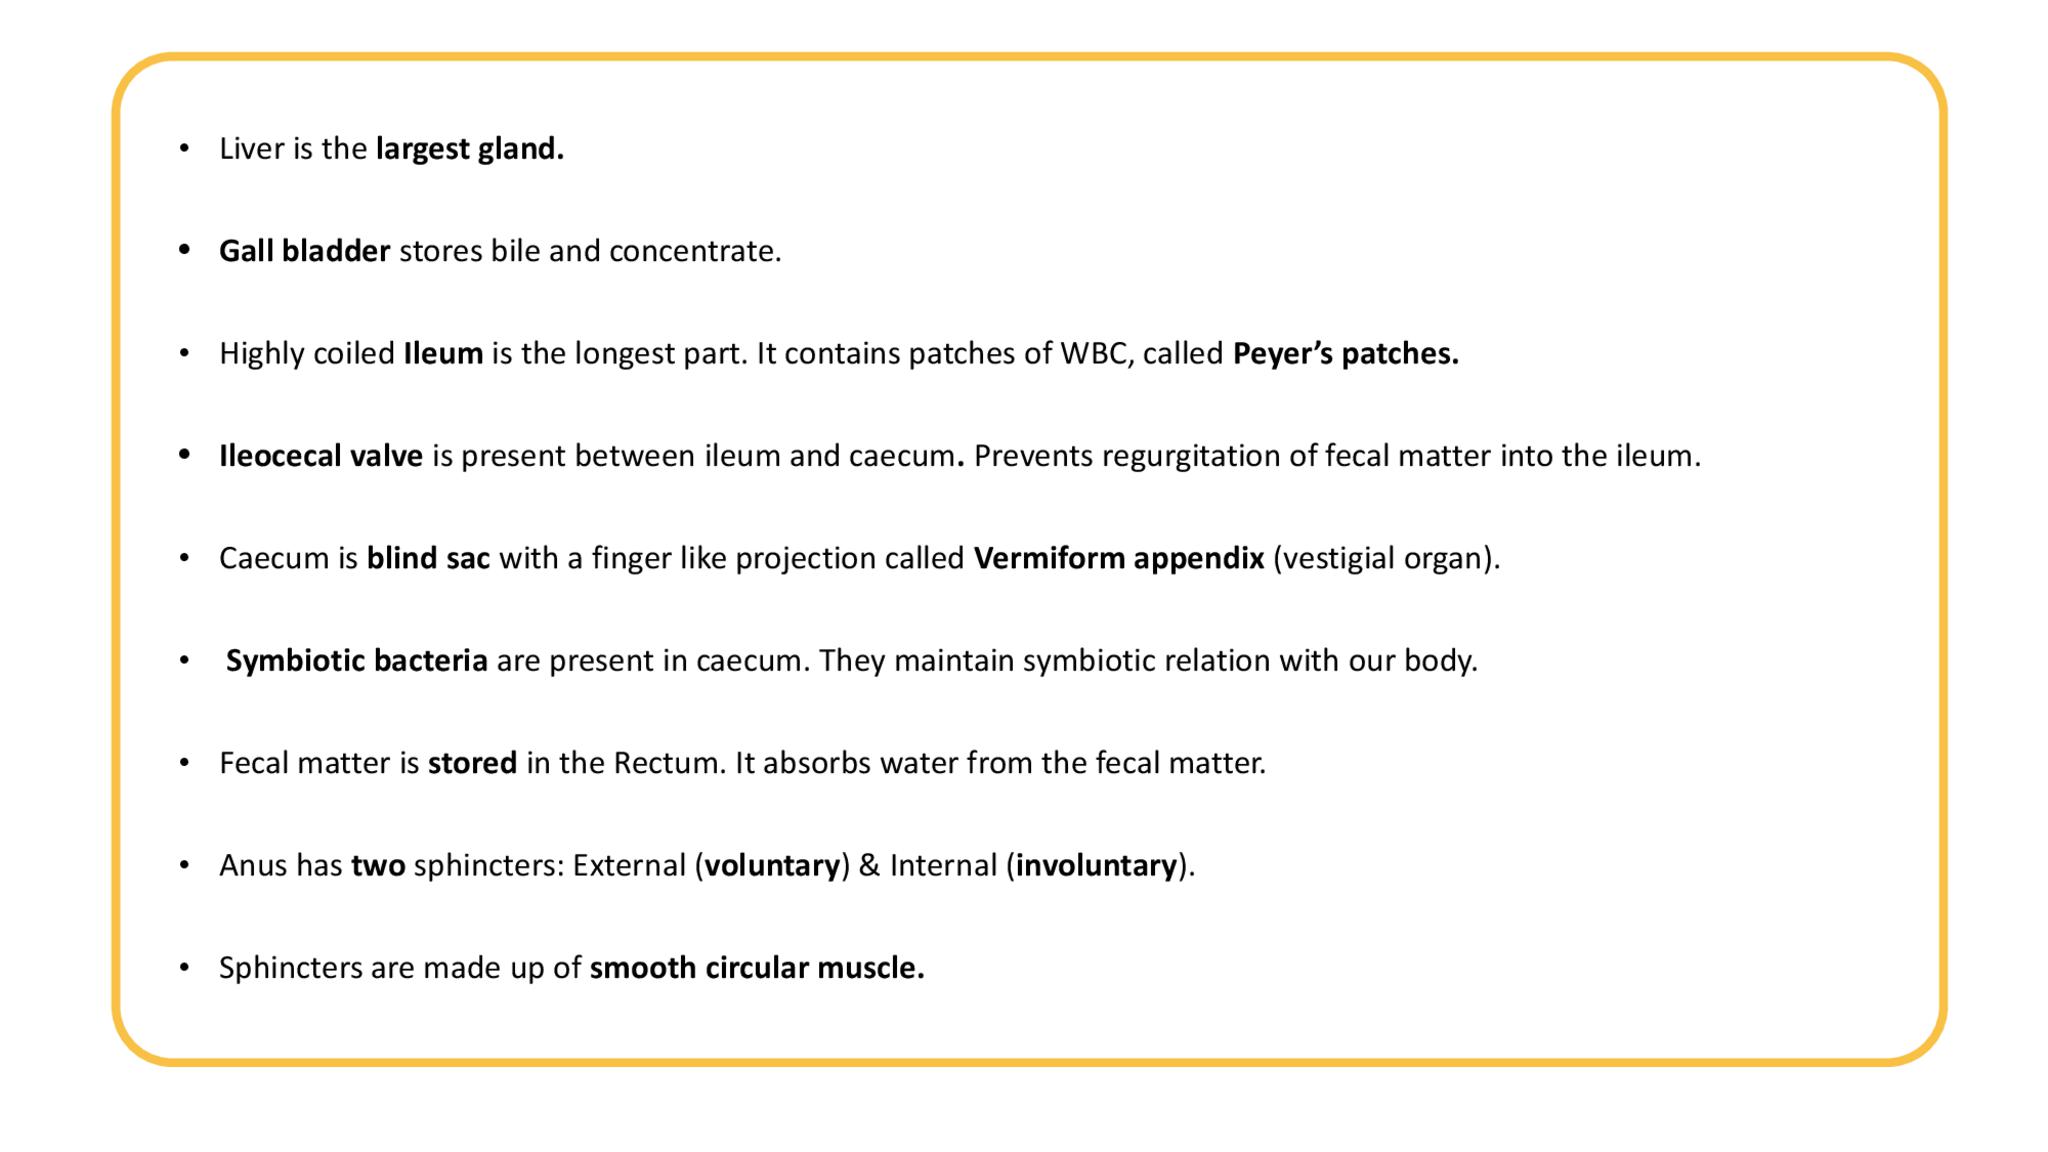 • Liver is the largest gland.
• Gall bladder stores bile and concentrate.
• Highly coiled Ileum is the longest part. It contains patches of WBC, called Peyer’s patches.
• Ileocecal valve is present between ileum and caecum. Prevents regurgitation of fecal matter into the ileum.
• Caecum is blind sac with a finger like projection called Vermiform appendix (vestigial organ).
• Symbiotic bacteria are present in caecum. They maintain symbiotic relation with our body.
• Fecal matter is stored in the Rectum. It absorbs water from the fecal matter.
• Anus has two sphincters: External (voluntary) & Internal (involuntary).
• Sphincters are made up of smooth circular muscle.